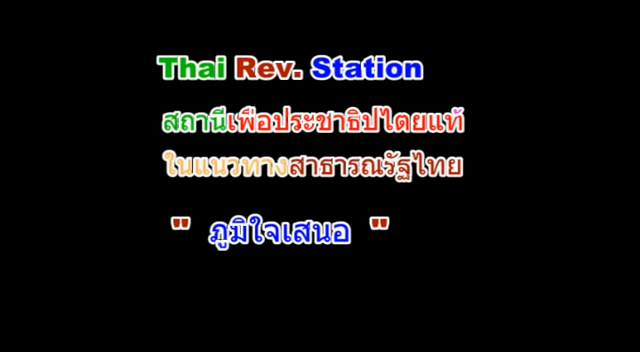 Thai Rev. Station
สถานีเพื่อประชาธิปไตยแท้
ในแนวทางสาธารณรัฐไทย
" ภูมิใจเสนอ "